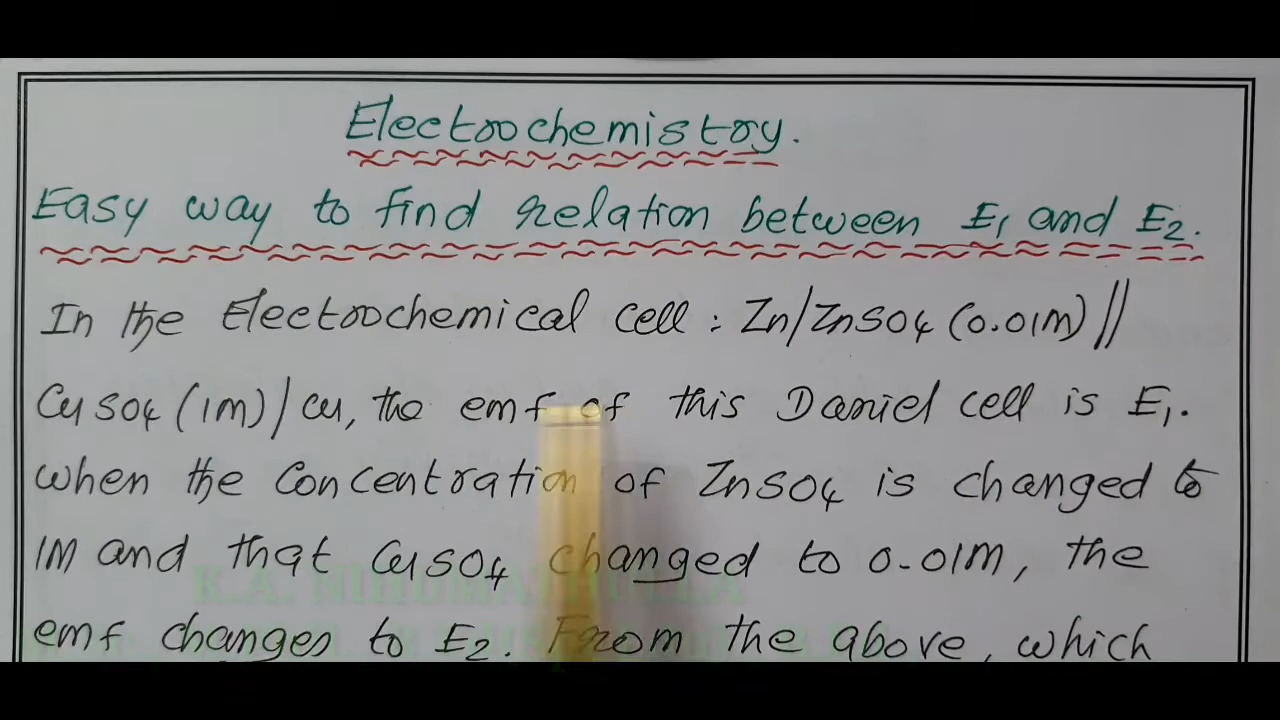 Electrochemistry.
Easy way to find relation between E₁ and E₂.
In the Electrochemical cell : Zn/ZnSO₄ (0.01M)//
CuSO₄ (1M)/Cu, the emf of this Daniel cell is E₁.
when the Concentration of ZnSO₄ is changed to
1M and that CuSO₄ changed to 0.01M, the
emf changes to E₂. From the above, which